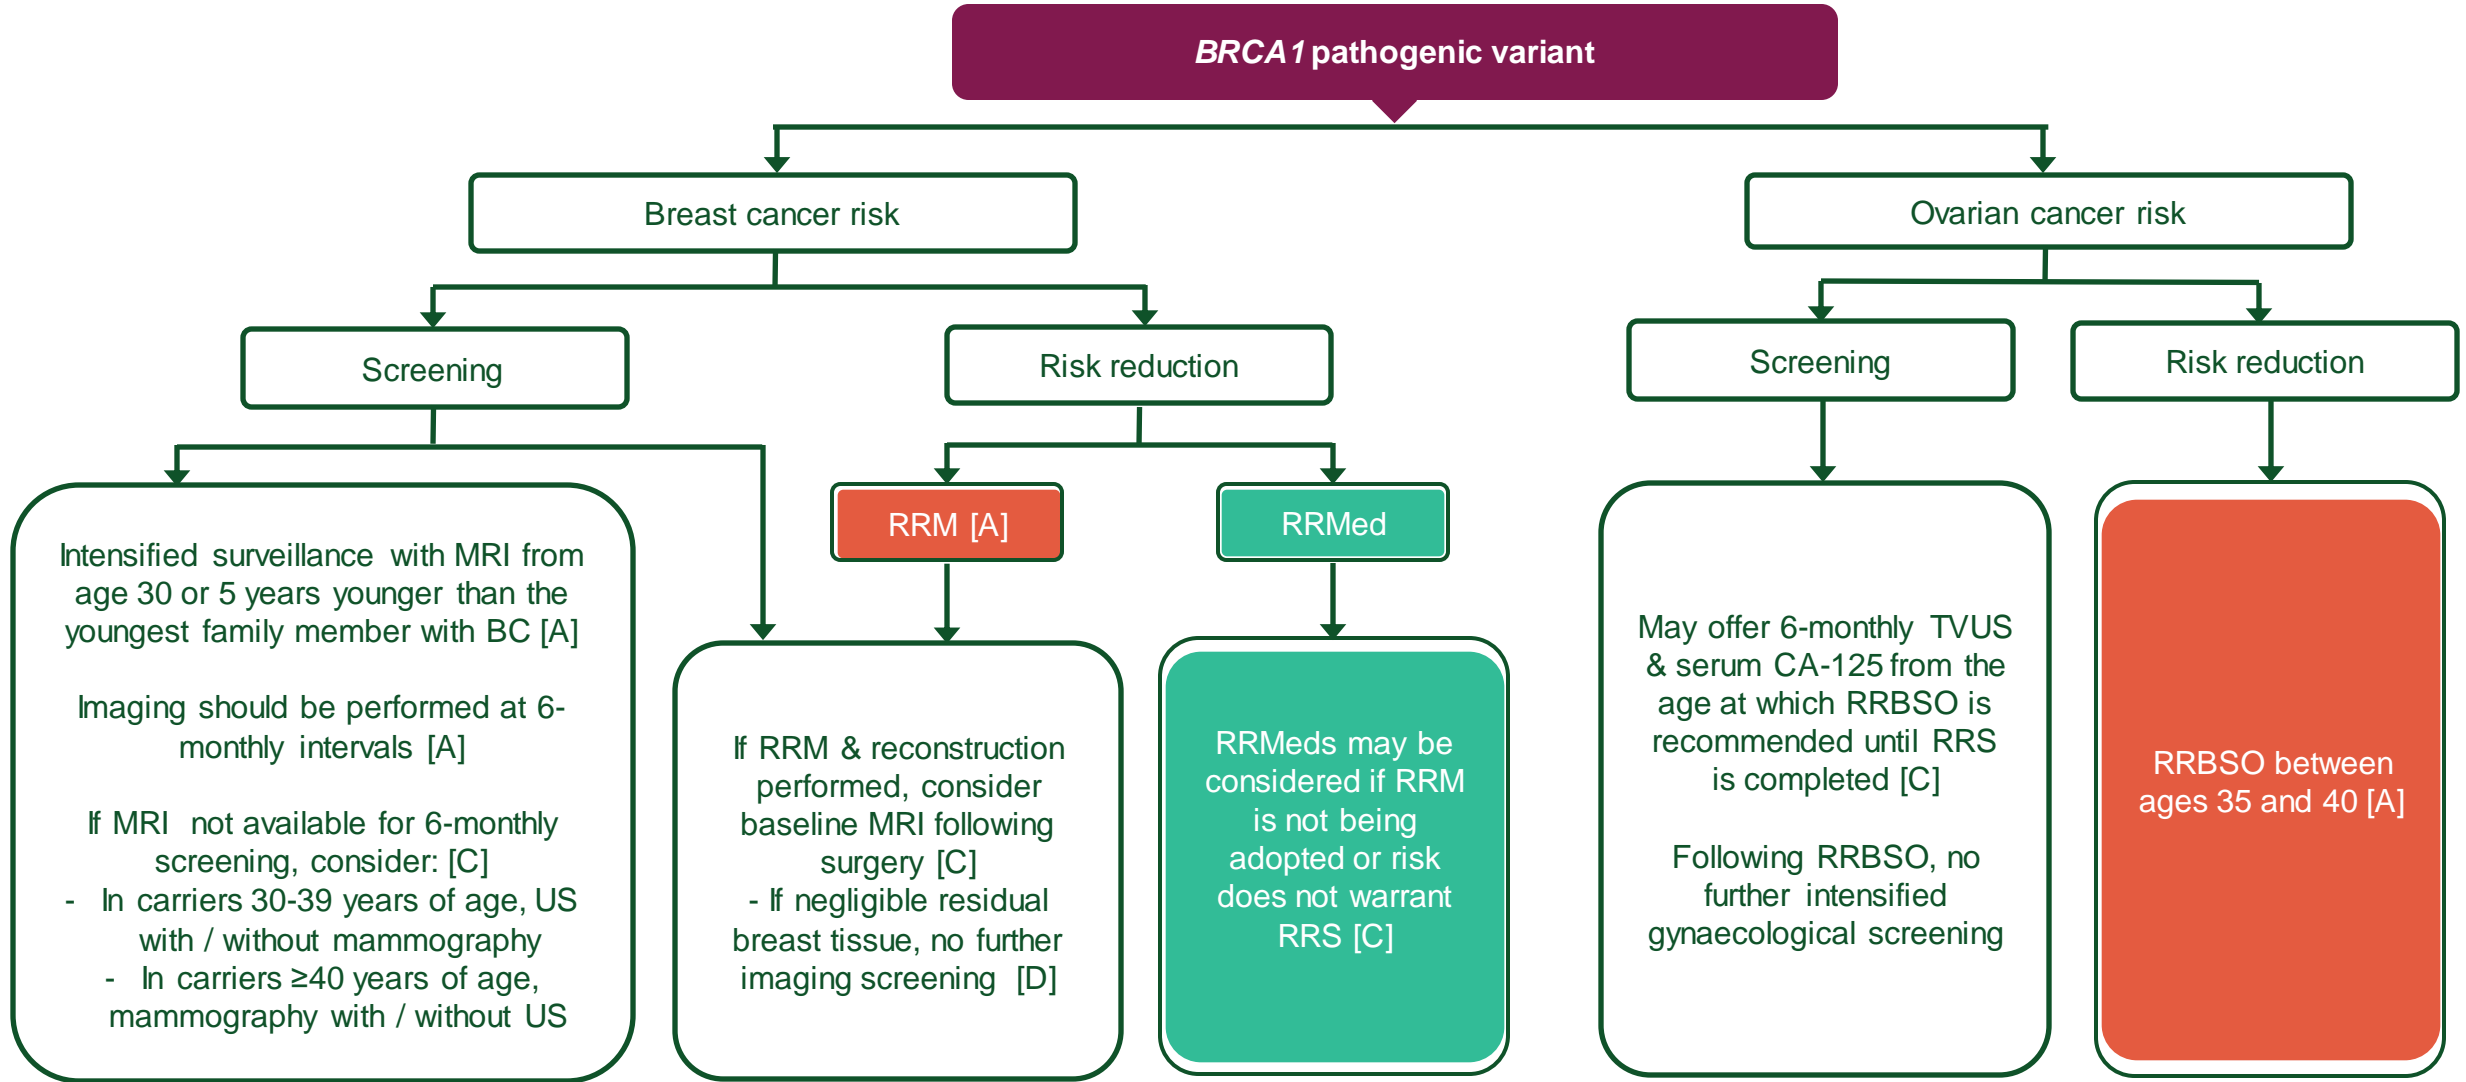 BRCA1 pathogenic variant
Breast cancer risk
Ovarian cancer risk
Screening
Risk reduction
Screening
Risk reduction
Intensified surveillance with MRI from
age 30 or 5 years younger than the
youngest family member with BC [A]
Imaging should be performed at 6-
monthly intervals [A]
If MRI not available for 6-monthly
screening, consider: [C]
- In carriers 30-39 years of age, US
with / without mammography
- In carriers ≥40 years of age,
mammography with / without US
RRM [A]
If RRM & reconstruction
performed, consider
baseline MRI following
surgery [C]
- If negligible residual
breast tissue, no further
imaging screening [D]
RRMed
RRMeds may be
considered if RRM
is not being
adopted or risk
does not warrant
RRS [C]
May offer 6-monthly TVUS
& serum CA-125 from the
age at which RRBSO is
recommended until RRS
is completed [C]
Following RRBSO, no
further intensified
gynaecological screening
RRBSO between
ages 35 and 40 [A]